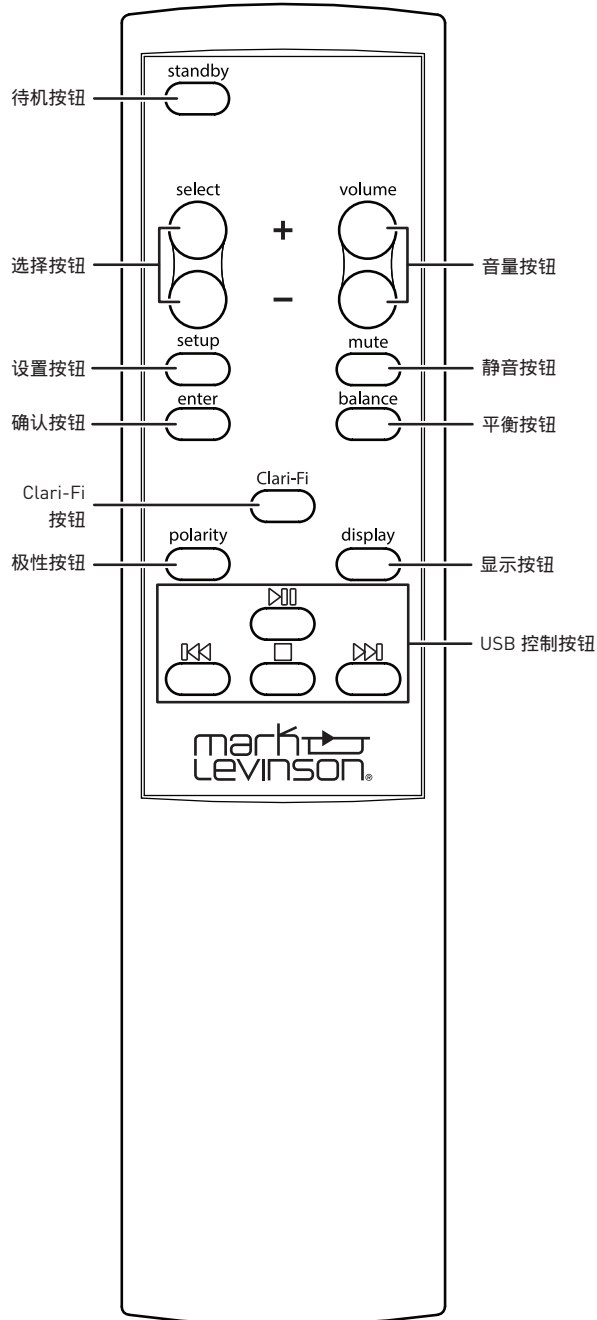 standby
待机按钮
select
volume
+
选择按钮
音量按钮
−
setup
mute
设置按钮
静音按钮
enter
balance
确认按钮
平衡按钮
Clari-Fi
Clari-Fi
按钮
polarity
display
极性按钮
显示按钮
USB 控制按钮
mark
Levinson®